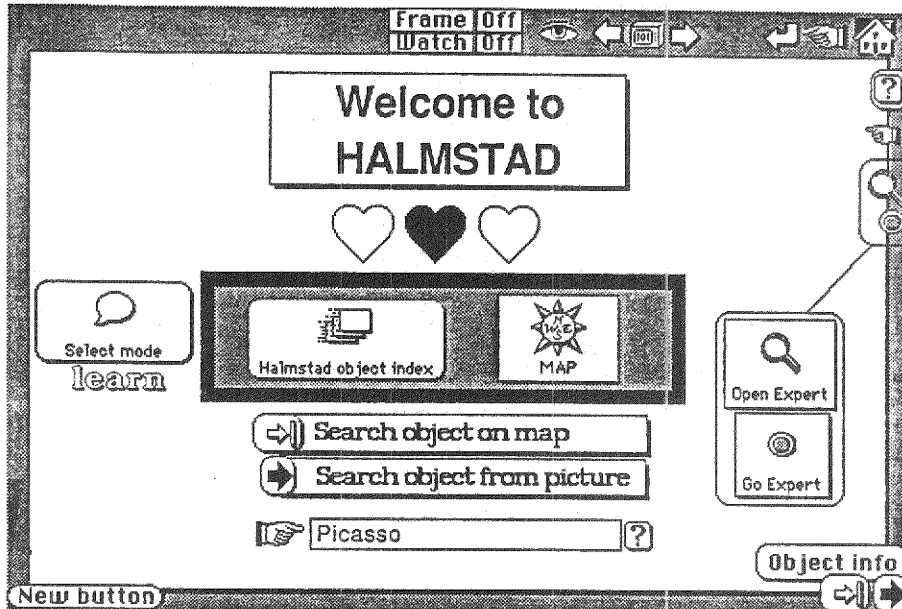 Frame Off
Watch Off
Welcome to
HALMSTAD
?
Select mode
learn
Halmstad object index
N
W E
S
MAP
Open Expert
Go Expert
Search object on map
Search object from picture
Picasso ?
Object info
New button